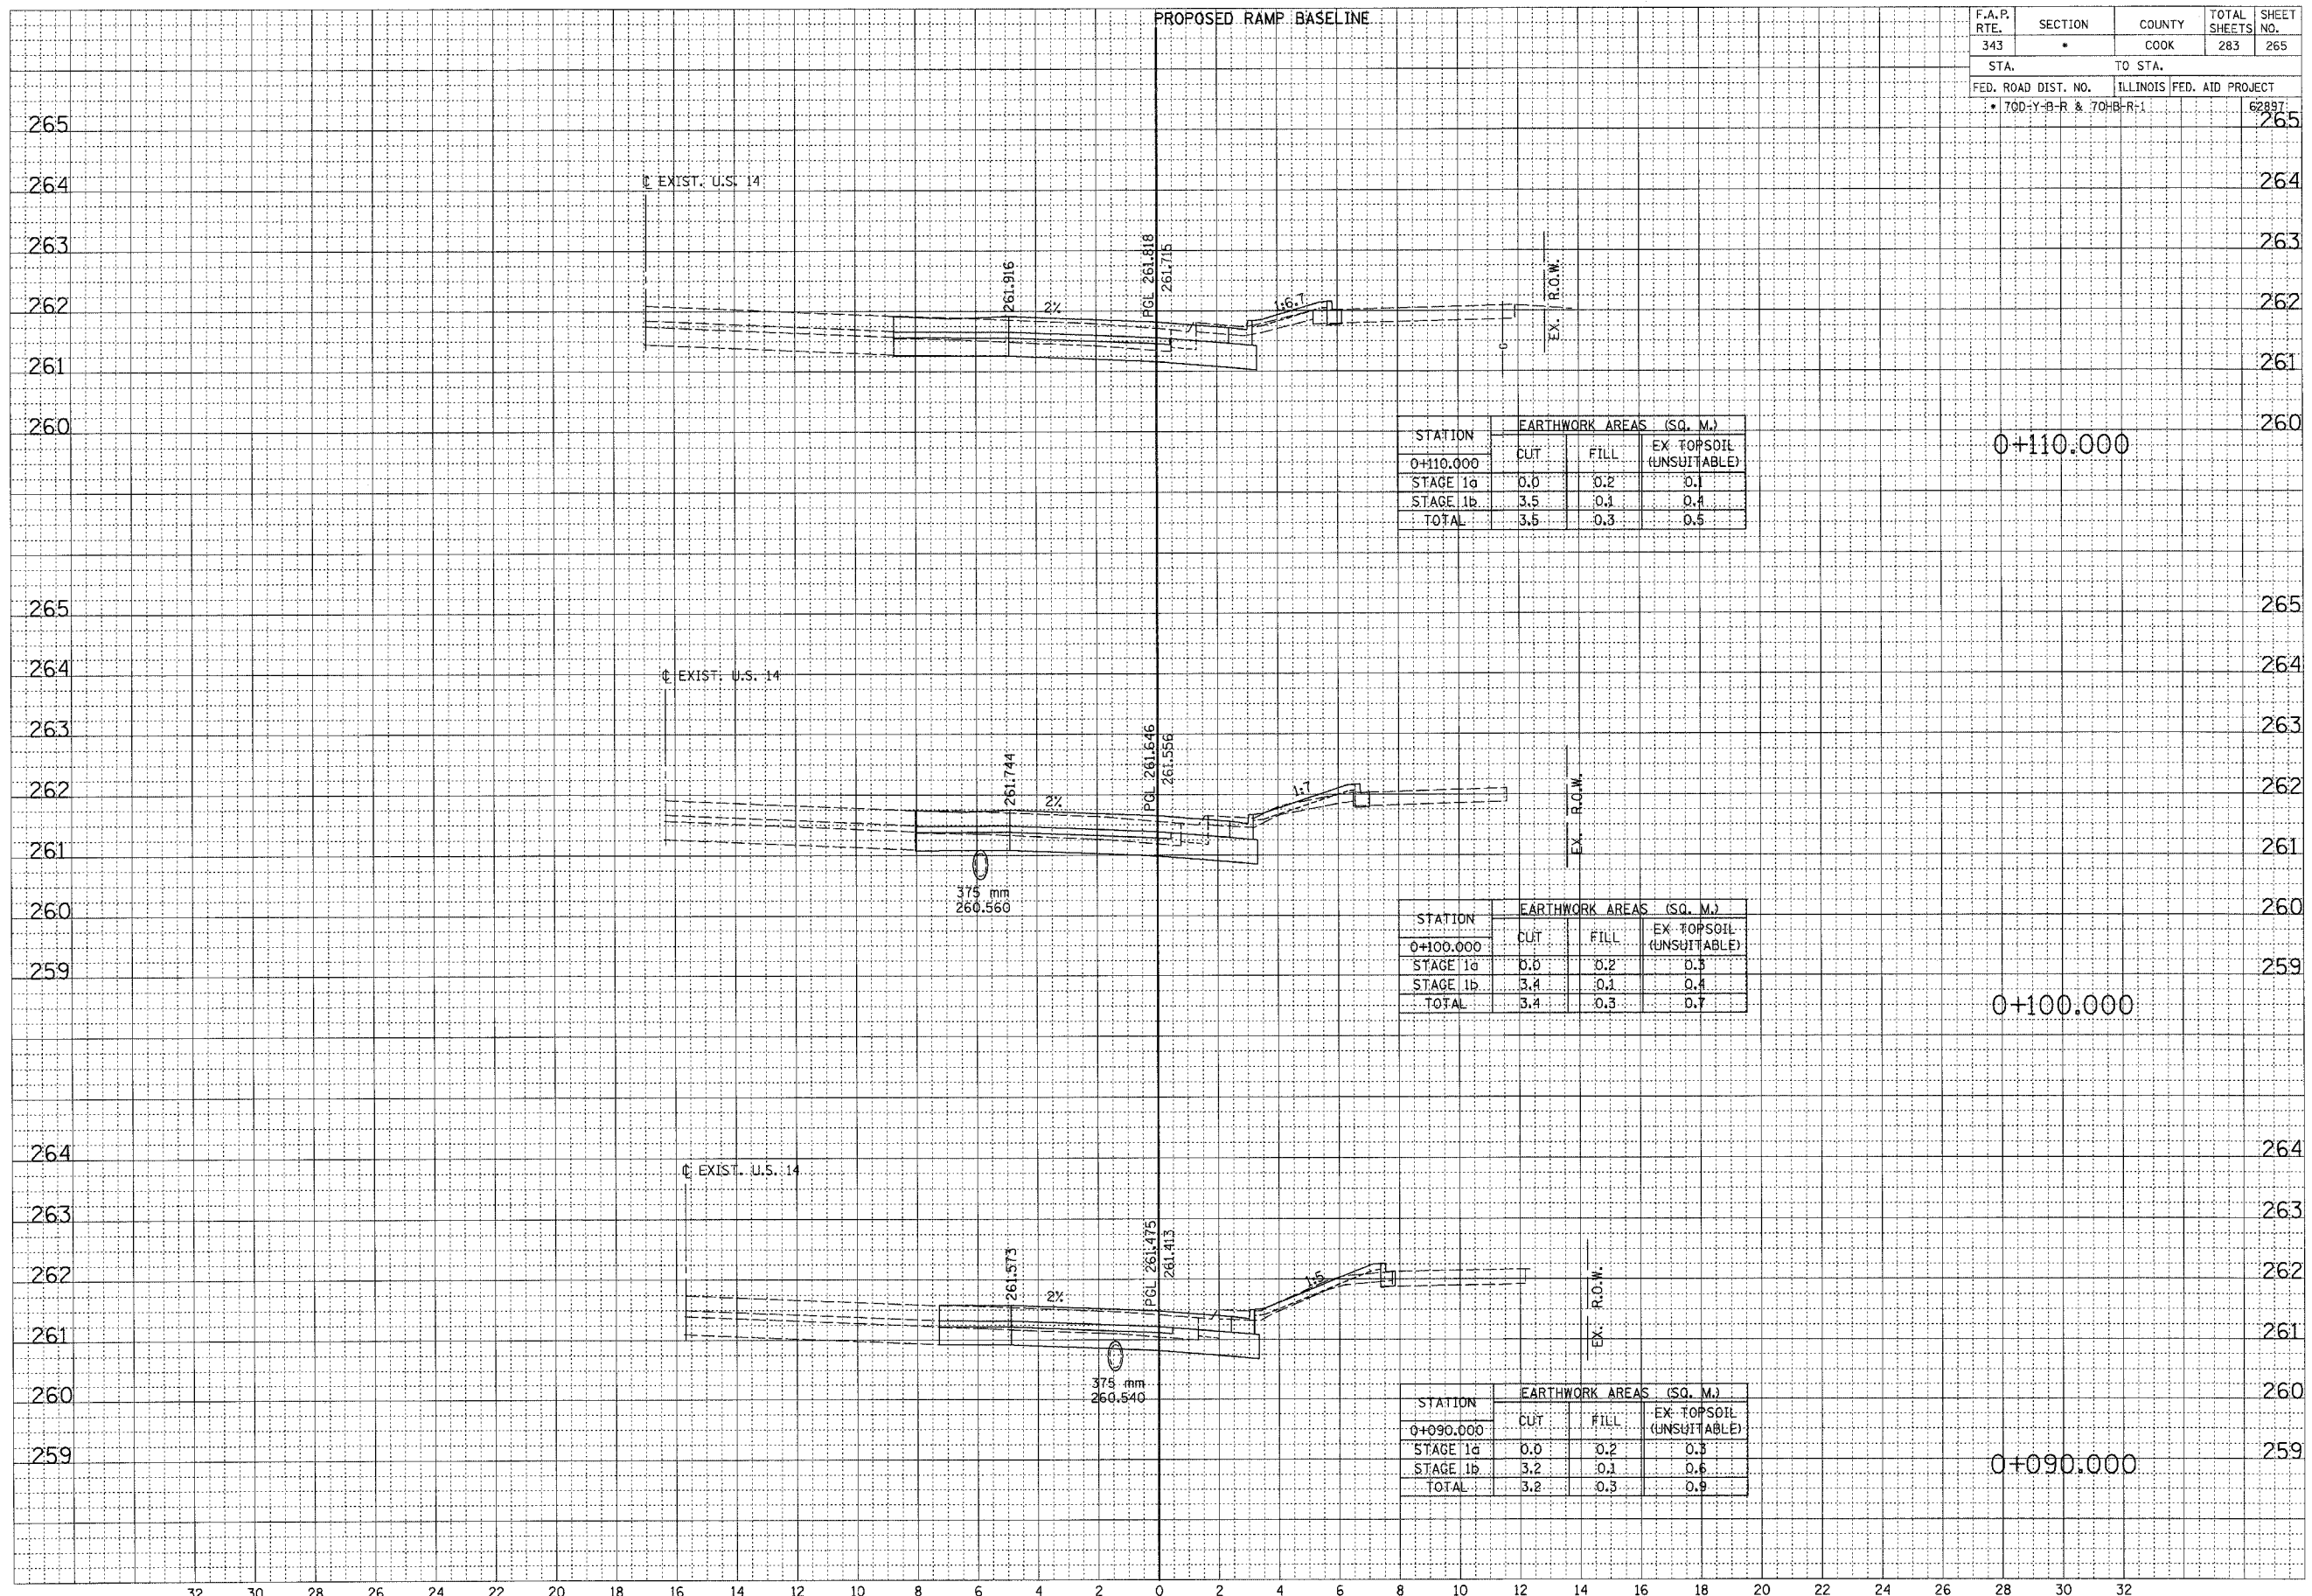 PROPOSED RAMP BASELINE
F.A.P. RTE. SECTION COUNTY TOTAL SHEETS SHEET NO.
343 * COOK 283 265
STA. TO STA.
FED. ROAD DIST. NO. ILLINOIS FED. AID PROJECT
* 70D-Y-B-R & 70-HB-R-1 62897
265 265
264 ℄ EXIST. U.S. 14 264
263 263
261.916
2%
PGL 261.818
261.715
1:6.7
EX. R.O.W.
G
262 262
261 261
260 260
0+110.000
STATION EARTHWORK AREAS (SQ. M.)
0+110.000 CUT FILL EX TOPSOIL (UNSUITABLE)
STAGE 1a 0.0 0.2 0.1
STAGE 1b 3.5 0.1 0.4
TOTAL 3.5 0.3 0.5
265 265
264 264
℄ EXIST. U.S. 14
263 263
261.744
2%
PGL 261.646
261.556
1:7
EX. R.O.W.
262 262
261 261
375 mm
260.560
260 260
STATION EARTHWORK AREAS (SQ. M.)
0+100.000 CUT FILL EX TOPSOIL (UNSUITABLE)
STAGE 1a 0.0 0.2 0.3
STAGE 1b 3.4 0.1 0.4
TOTAL 3.4 0.3 0.7
259 259
0+100.000
264 264
℄ EXIST. U.S. 14
263 263
261.573
2%
PGL 261.475
261.413
1:5
EX. R.O.W.
262 262
261 261
375 mm
260.540
260 260
STATION EARTHWORK AREAS (SQ. M.)
0+090.000 CUT FILL EX TOPSOIL (UNSUITABLE)
STAGE 1a 0.0 0.2 0.3
STAGE 1b 3.2 0.1 0.6
TOTAL 3.2 0.3 0.9
259 259
0+090.000
32 30 28 26 24 22 20 18 16 14 12 10 8 6 4 2 0 2 4 6 8 10 12 14 16 18 20 22 24 26 28 30 32